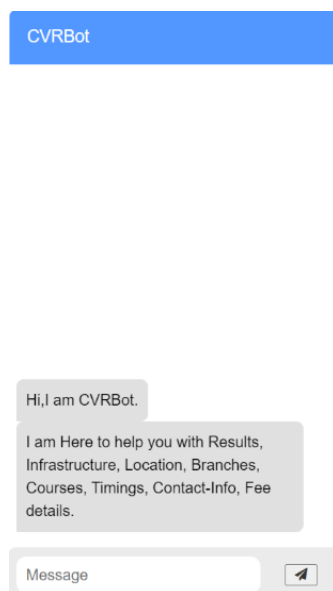 CVRBot
Hi,I am CVRBot.
I am Here to help you with Results,
Infrastructure, Location, Branches,
Courses, Timings, Contact-Info, Fee
details.
Message